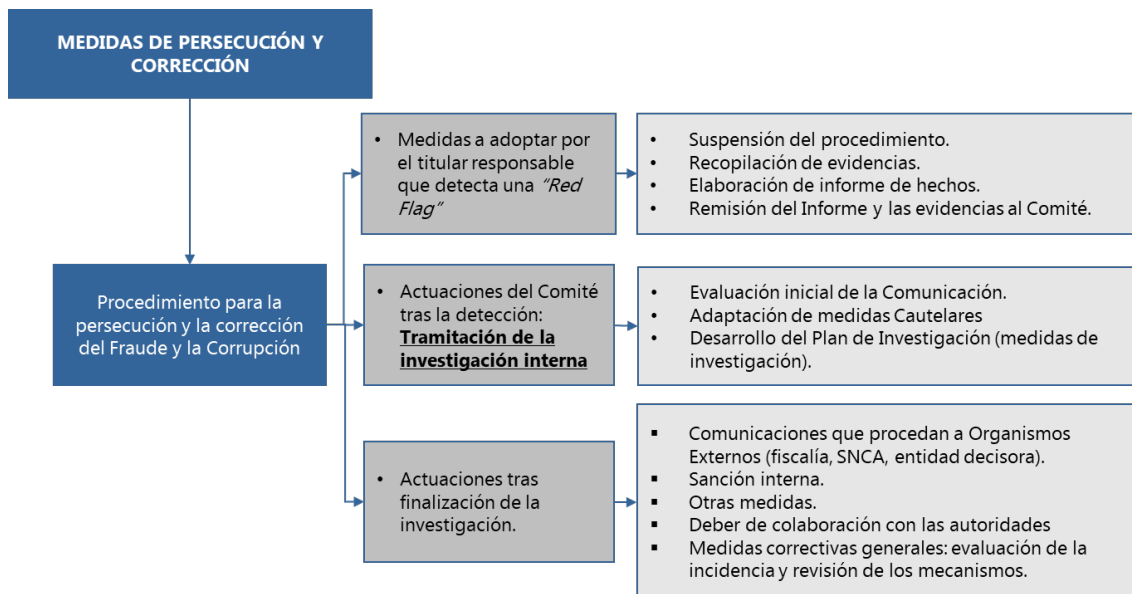 MEDIDAS DE PERSECUCIÓN Y
CORRECCIÓN
Procedimiento para la
persecución y la corrección
del Fraude y la Corrupción
• Medidas a adoptar por
el titular responsable
que detecta una "Red
Flag"
• Suspensión del procedimiento.
• Recopilación de evidencias.
• Elaboración de informe de hechos.
• Remisión del Informe y las evidencias al Comité.
• Actuaciones del Comité
tras la detección:
Tramitación de la
investigación interna
• Evaluación inicial de la Comunicación.
• Adaptación de medidas Cautelares
• Desarrollo del Plan de Investigación (medidas de
investigación).
• Actuaciones tras
finalización de la
investigación.
▪ Comunicaciones que procedan a Organismos
Externos (fiscalía, SNCA, entidad decisora).
▪ Sanción interna.
▪ Otras medidas.
▪ Deber de colaboración con las autoridades
▪ Medidas correctivas generales: evaluación de la
incidencia y revisión de los mecanismos.